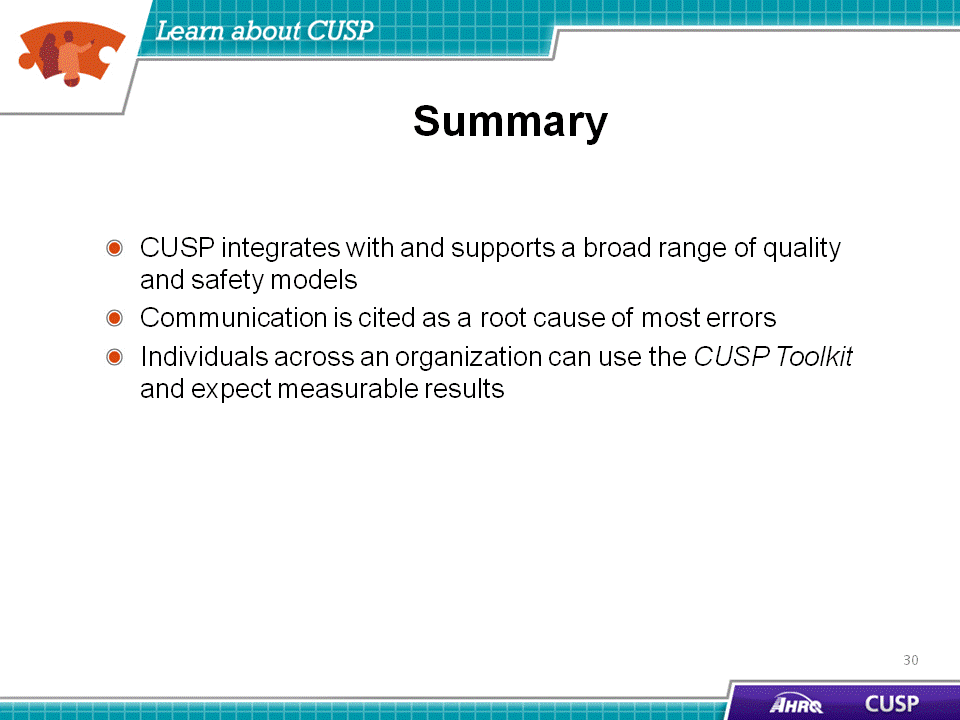 Learn about CUSP
Summary
CUSP integrates with and supports a broad range of quality
and safety models
Communication is cited as a root cause of most errors
Individuals across an organization can use the CUSP Toolkit
and expect measurable results
30
AHRQ CUSP